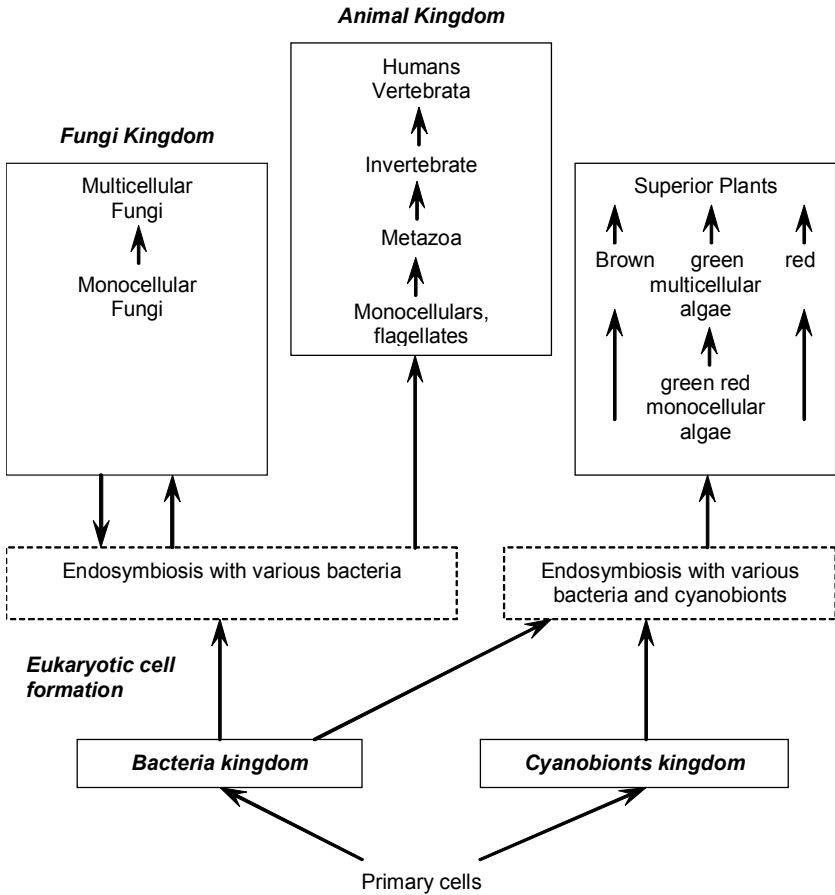 Animal Kingdom
Humans
Vertebrata
Invertebrate
Metazoa
Monocellulars,
flagellates
Fungi Kingdom
Multicellular
Fungi
Monocellular
Fungi
Superior Plants
Brown green red
multicellular
algae
green red
monocellular
algae
Endosymbiosis with various bacteria
Endosymbiosis with various
bacteria and cyanobionts
Eukaryotic cell
formation
Bacteria kingdom
Cyanobionts kingdom
Primary cells